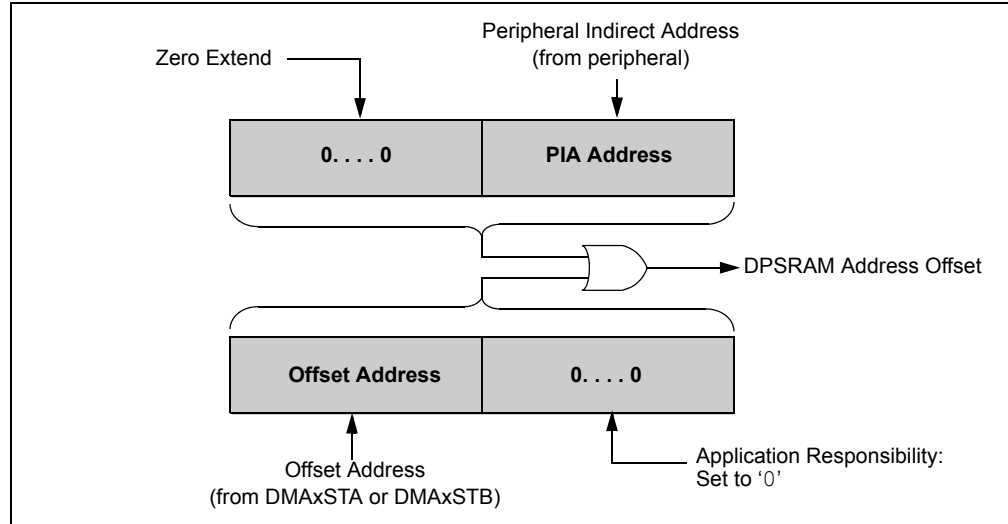 Peripheral Indirect Address
(from peripheral)
Zero Extend
0. . . . 0
PIA Address
DPSRAM Address Offset
Offset Address
0. . . . 0
Offset Address
(from DMAxSTA or DMAxSTB)
Application Responsibility:
Set to ‘0’